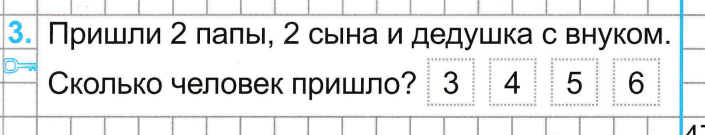 3. Пришли 2 папы, 2 сына и дедушка с внуком.
Сколько человек пришло? 3 4 5 6